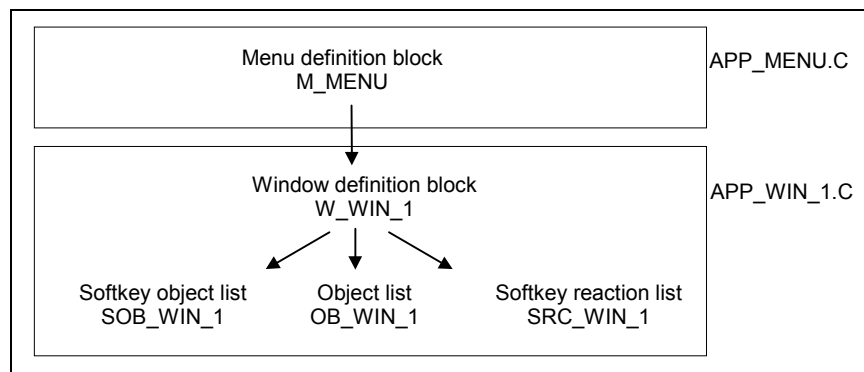 Menu definition block
M_MENU
APP_MENU.C
Window definition block
W_WIN_1
APP_WIN_1.C
Softkey object list
SOB_WIN_1
Object list
OB_WIN_1
Softkey reaction list
SRC_WIN_1